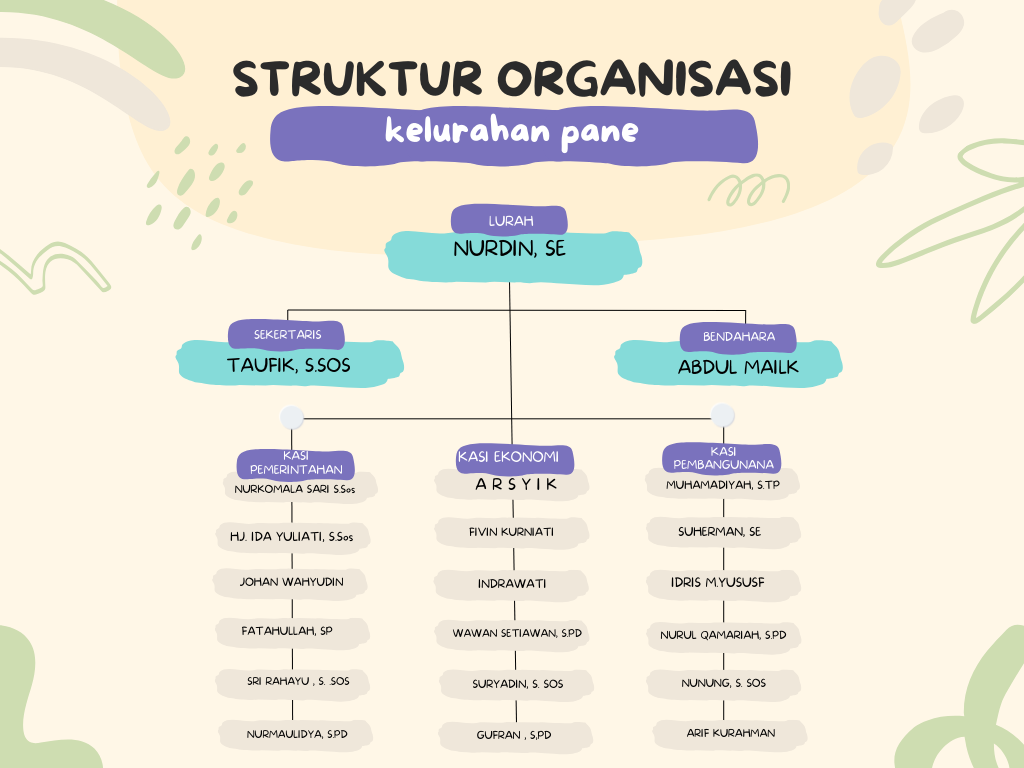 STRUKTUR ORGANISASI
kelurahan pane
LURAH
NURDIN, SE
SEKERTARIS
TAUFIK, S.SOS
BENDAHARA
ABDUL MAILK
KASI
PEMERINTAHAN
NURKOMALA SARI S.Sos
HJ. IDA YULIATI, S.Sos
JOHAN WAHYUDIN
FATAHULLAH, SP
SRI RAHAYU , S. .SOS
NURMAULIDYA, S.PD
KASI EKONOMI
A R S Y I K
FIVIN KURNIATI
INDRAWATI
WAWAN SETIAWAN, S.PD
SURYADIN, S. SOS
GUFRAN , S,PD
KASI
PEMBANGUNANA
MUHAMADIYAH, S.TP
SUHERMAN, SE
IDRIS M.YUSUSF
NURUL QAMARIAH, S.PD
NUNUNG, S. SOS
ARIF KURAHMAN